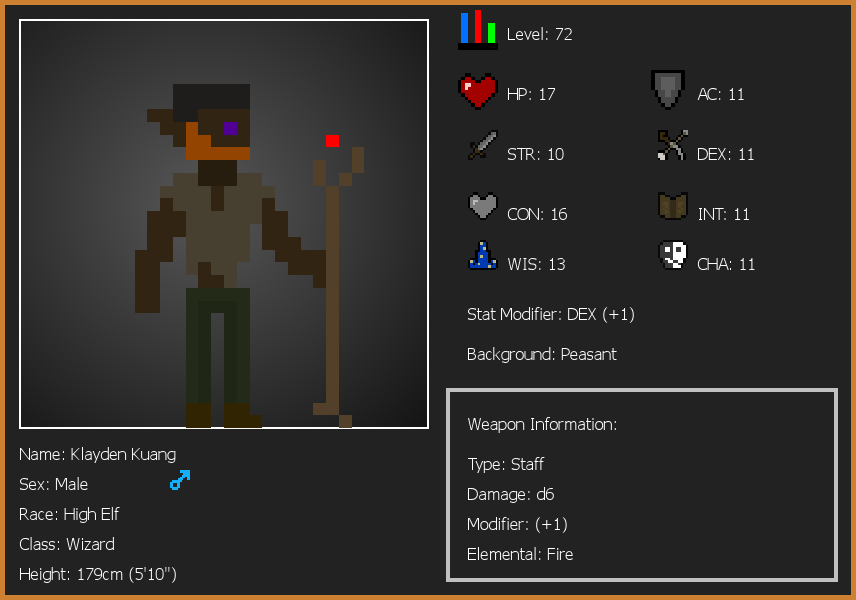 Level: 72
HP: 17
AC: 11
STR: 10
DEX: 11
CON: 16
INT: 11
WIS: 13
CHA: 11
Stat Modifier: DEX (+1)
Background: Peasant
Weapon Information:
Type: Staff
Damage: d6
Modifier: (+1)
Elemental: Fire
Name: Klayden Kuang
Sex: Male
Race: High Elf
Class: Wizard
Height: 179cm (5'10")